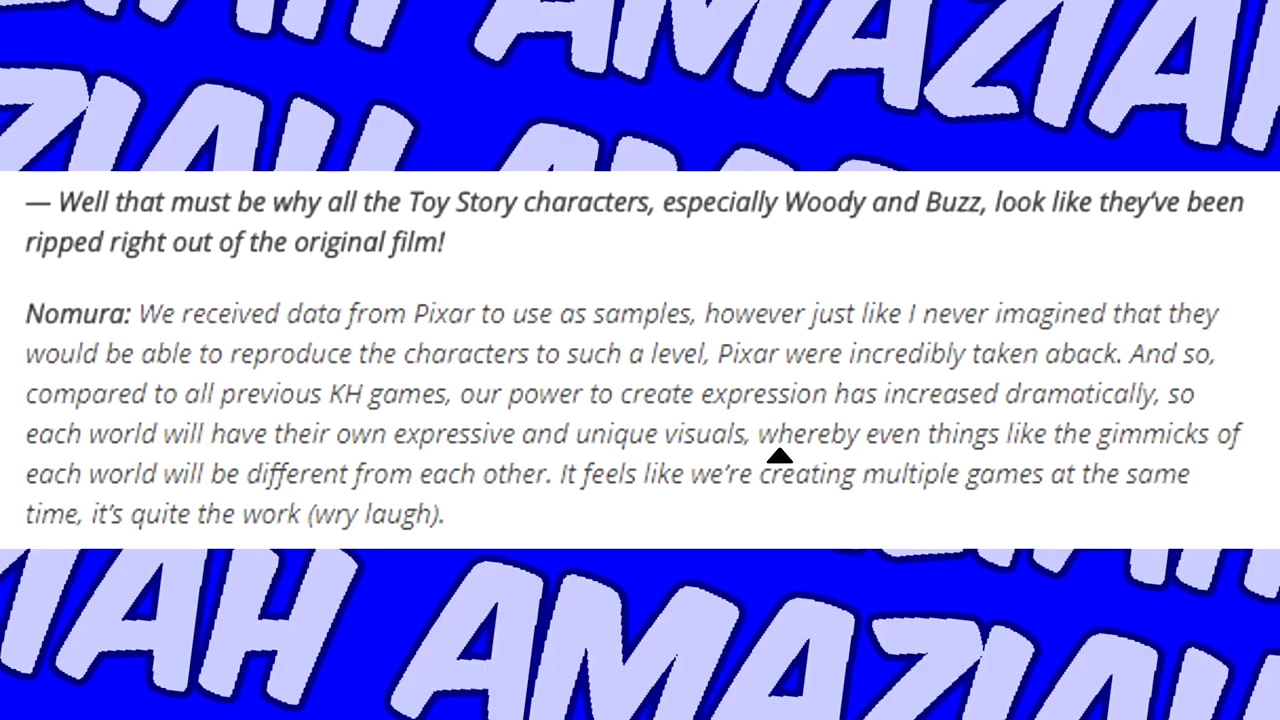 IAH AMAZIAH
ZIAH AMAZ
— Well that must be why all the Toy Story characters, especially Woody and Buzz, look like they've been
ripped right out of the original film!
Nomura: We received data from Pixar to use as samples, however just like I never imagined that they
would be able to reproduce the characters to such a level, Pixar were incredibly taken aback. And so,
compared to all previous KH games, our power to create expression has increased dramatically, so
each world will have their own expressive and unique visuals, whereby even things like the gimmicks of
each world will be different from each other. It feels like we're creating multiple games at the same
time, it's quite the work (wry laugh).
ZIAH AMAZIAH